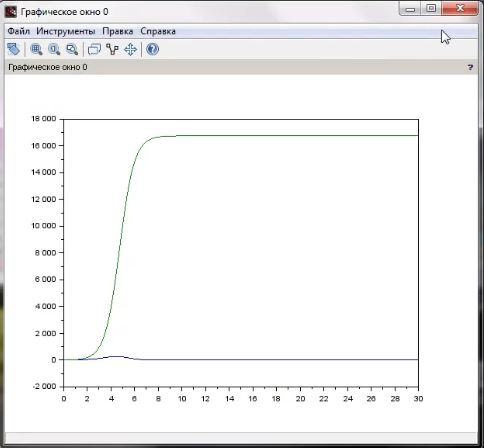 Графическое окно 0
Файл Инструменты Правка Справка
Графическое окно 0 ?
18 000
16 000
14 000
12 000
10 000
8 000
6 000
4 000
2 000
0
-2 000
0 2 4 6 8 10 12 14 16 18 20 22 24 26 28 30